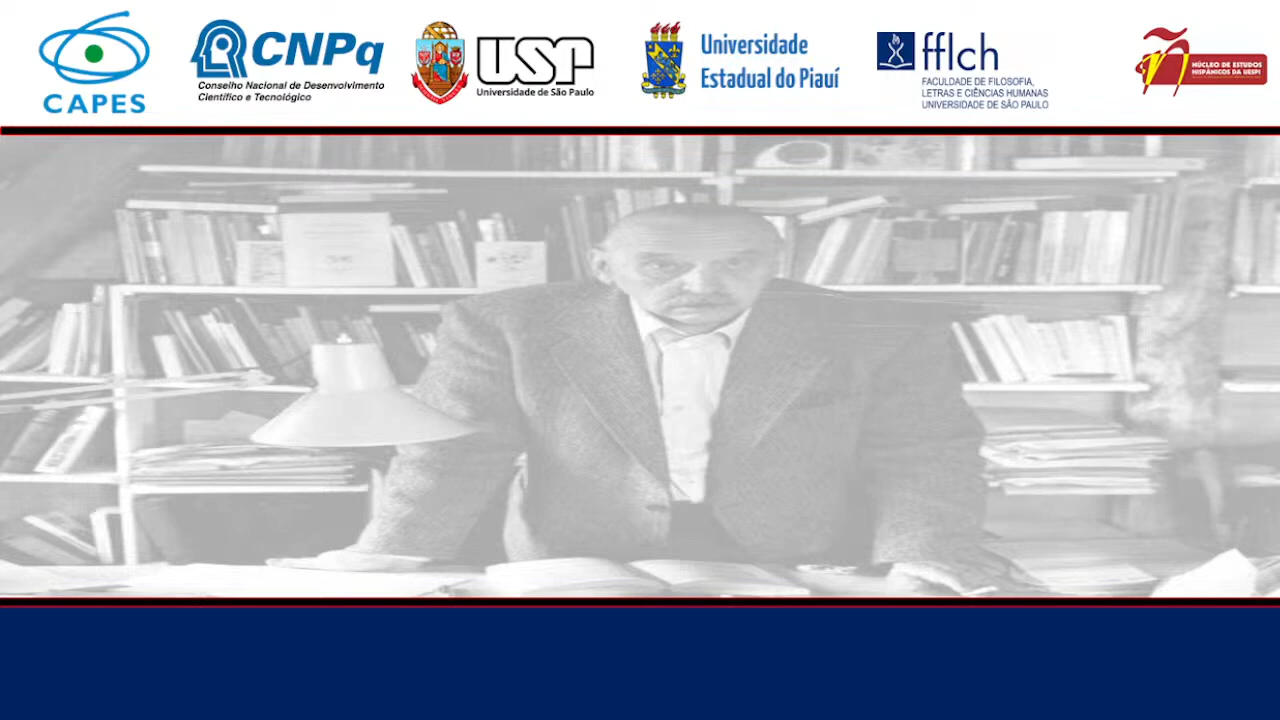 CAPES
CNPq
Conselho Nacional de Desenvolvimento
Científico e Tecnológico
USP
Universidade de São Paulo
Universidade
Estadual do Piauí
fflch
FACULDADE DE FILOSOFIA,
LETRAS E CIÊNCIAS HUMANAS
UNIVERSIDADE DE SÃO PAULO
ñ
NÚCLEO DE ESTUDOS
HISPÂNICOS DA UESPI